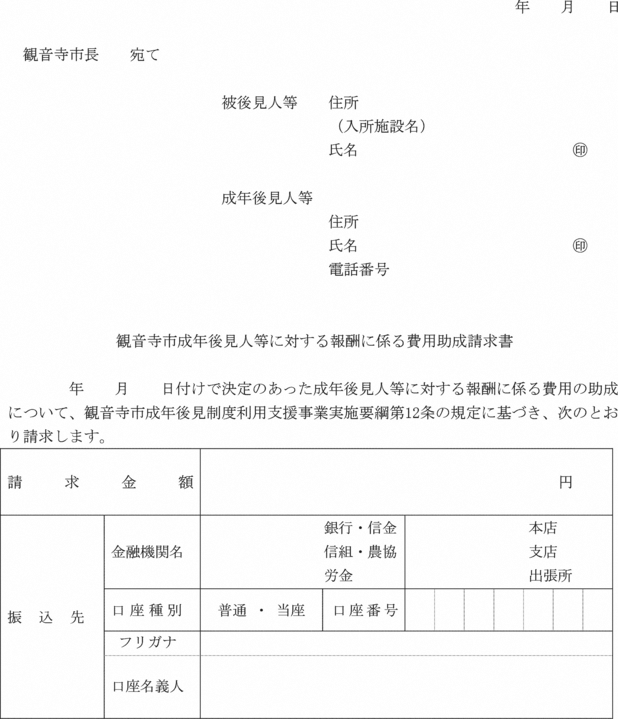 年　　月　　日
観音寺市長　　宛て
被後見人等　　住所
（入所施設名）
氏名　　　　　　　　　　　　　　㊞
成年後見人等
住所
氏名　　　　　　　　　　　　　　㊞
電話番号
観音寺市成年後見人等に対する報酬に係る費用助成請求書
年　　月　　日付けで決定のあった成年後見人等に対する報酬に係る費用の助成
について、観音寺市成年後見制度利用支援事業実施要綱第12条の規定に基づき、次のとお
り請求します。
請　求　金　額　　　　　　　　円
振　込　先
金融機関名
銀行・信金　　本店
信組・農協　　支店
労金　　出張所
口座種別　　普通　・　当座　　口座番号
フリガナ
口座名義人